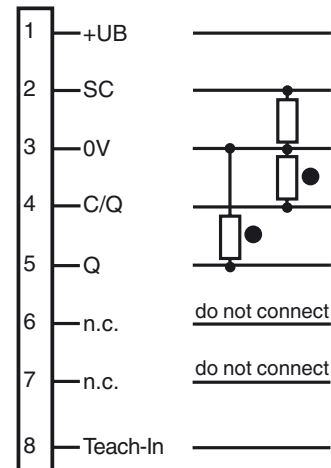 1 +UB
2 SC
3 0V
4 C/Q
5 Q
6 n.c. do not connect
7 n.c. do not connect
8 Teach-In